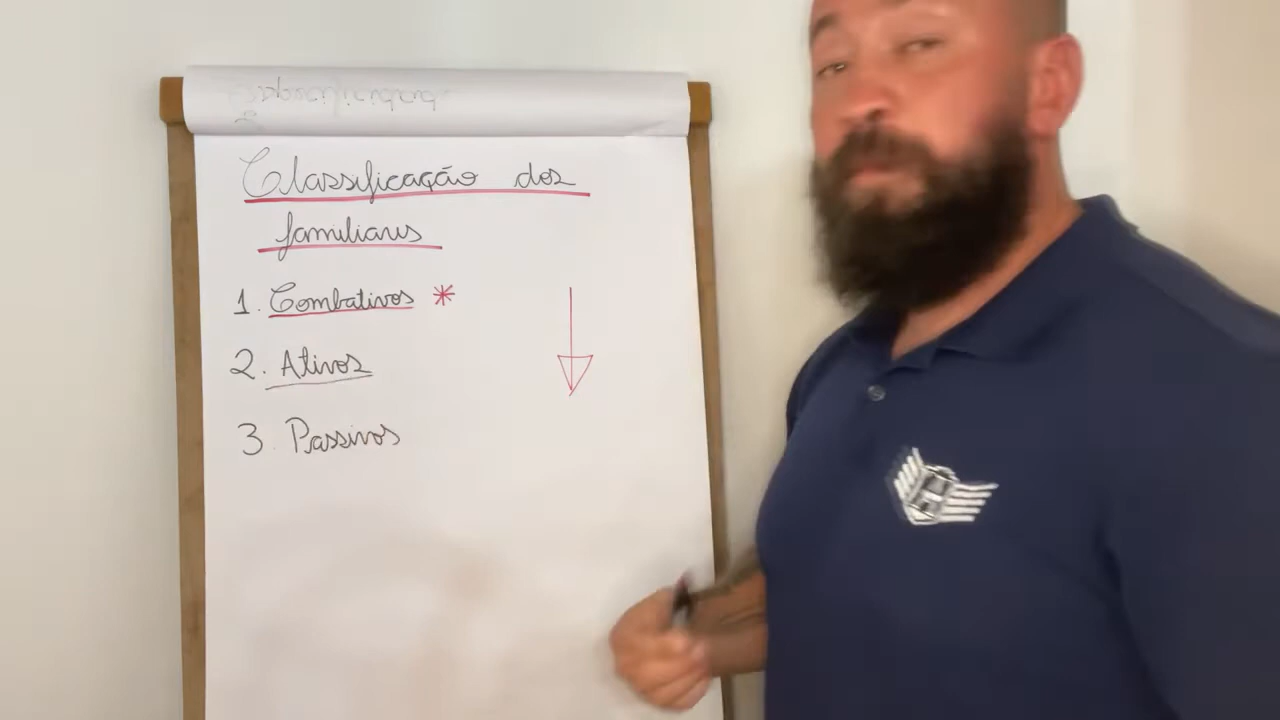 Classificação dos
familiares
1. Combativos *
2. Ativos
3. Passivos